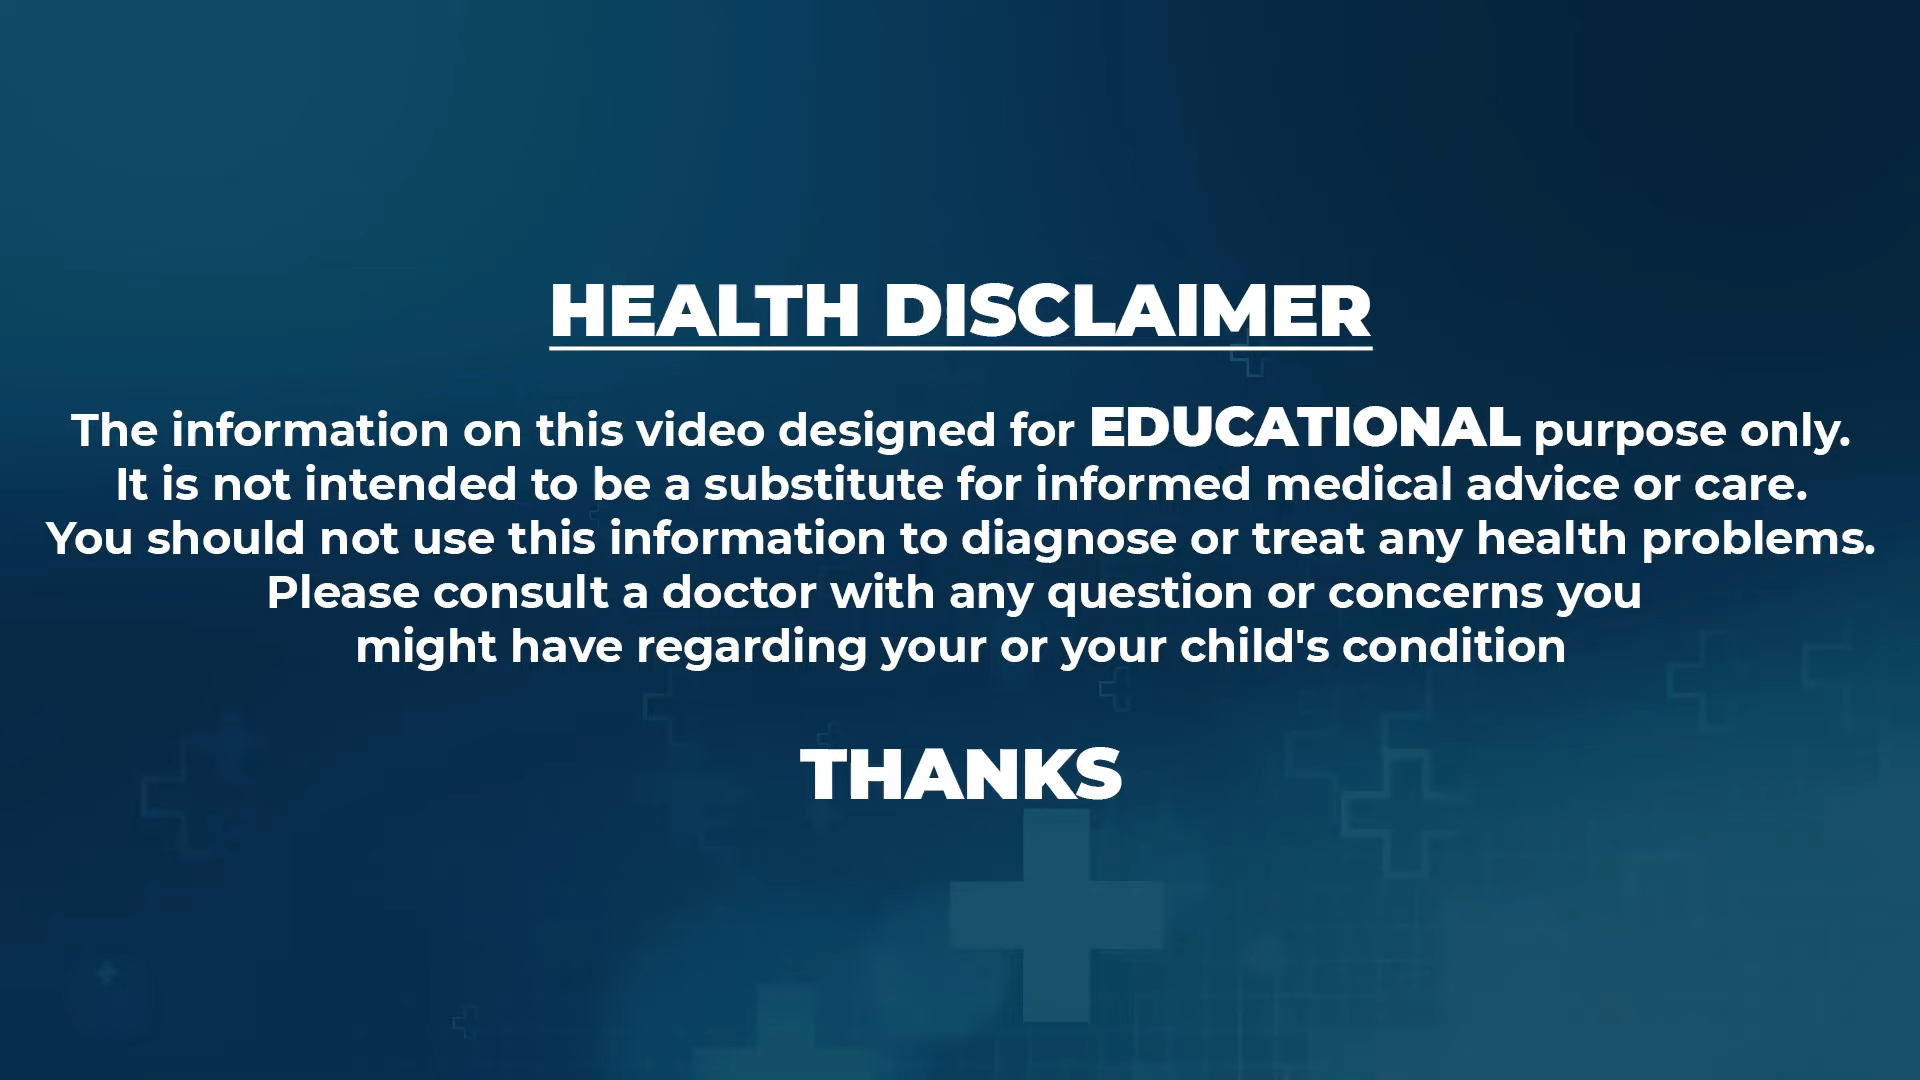 HEALTH DISCLAIMER
The information on this video designed for EDUCATIONAL purpose only.
It is not intended to be a substitute for informed medical advice or care.
You should not use this information to diagnose or treat any health problems.
Please consult a doctor with any question or concerns you
might have regarding your or your child's condition
THANKS